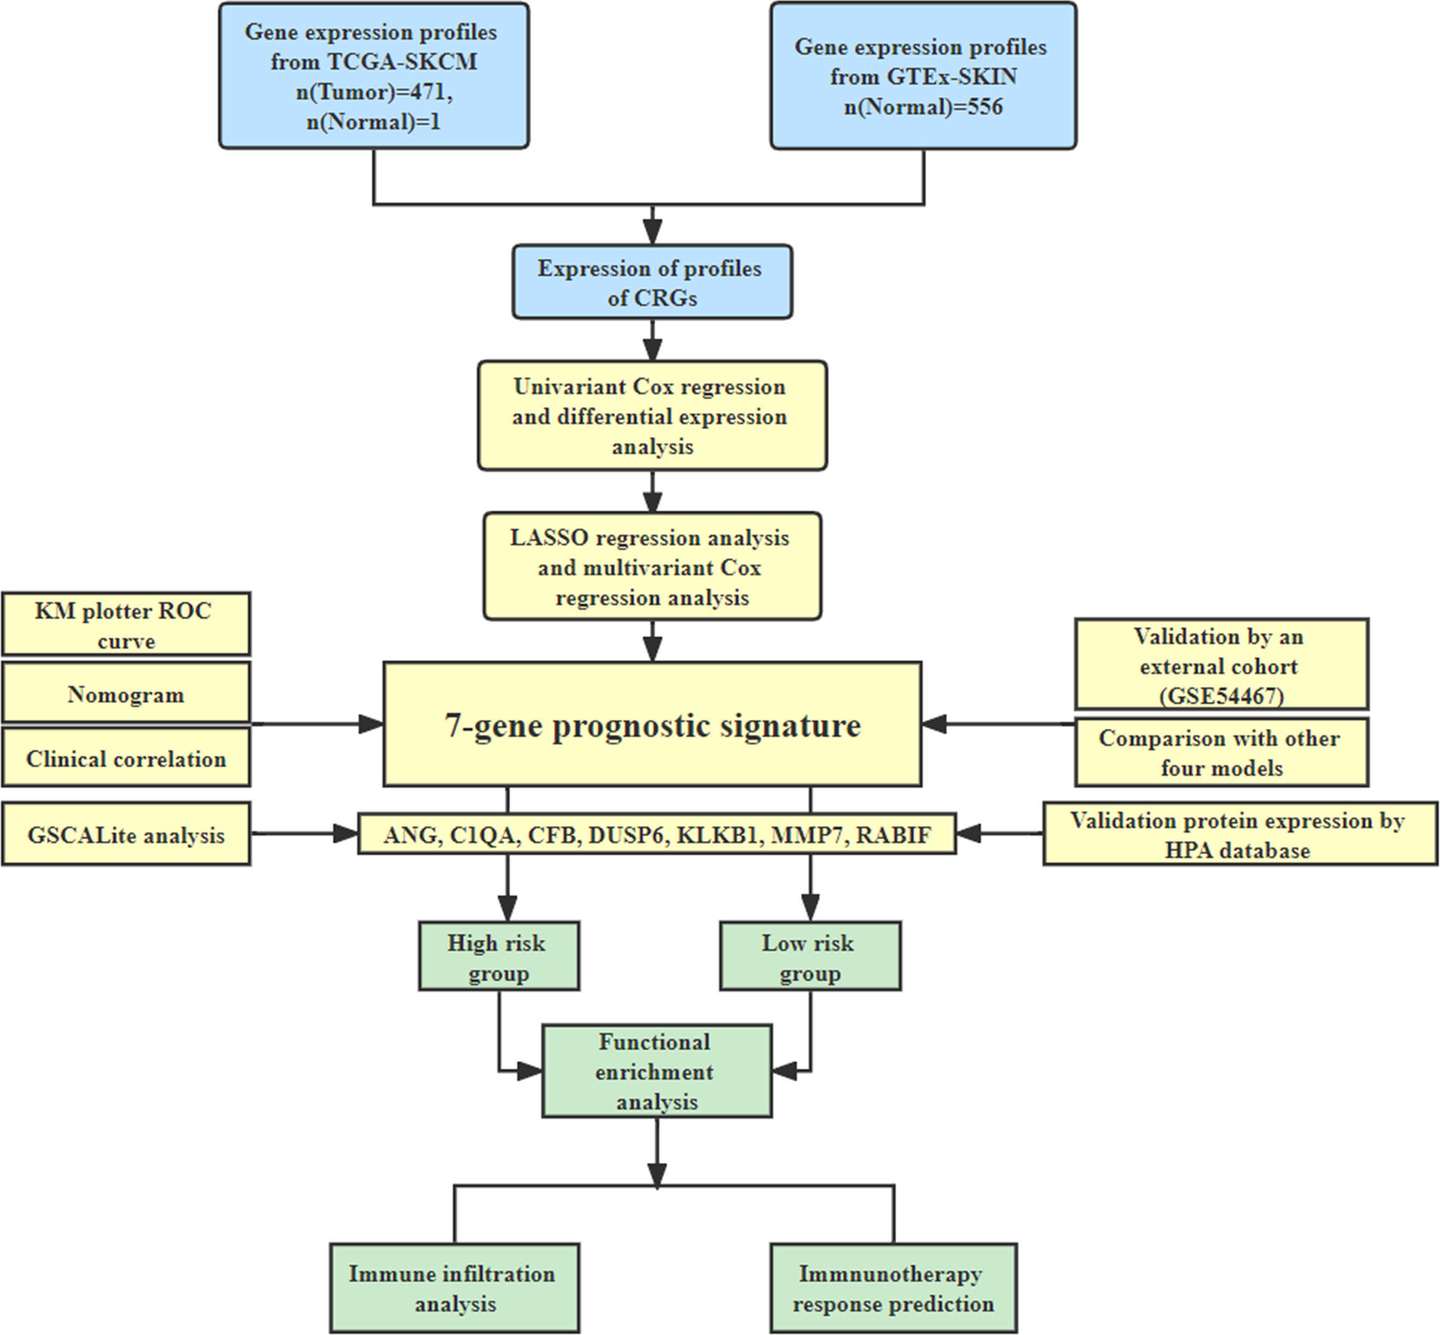 Gene expression profiles
from TCGA-SKCM
n(Tumor)=471,
n(Normal)=1
Gene expression profiles
from GTEx-SKIN
n(Normal)=556
Expression of profiles
of CRGs
Univariant Cox regression
and differential expression
analysis
LASSO regression analysis
and multivariant Cox
regression analysis
KM plotter ROC
curve
Nomogram
Clinical correlation
7-gene prognostic signature
Validation by an
external cohort
(GSE54467)
Comparison with other
four models
GSCALite analysis
ANG, C1QA, CFB, DUSP6, KLKB1, MMP7, RABIF
Validation protein expression by
HPA database
High risk
group
Low risk
group
Functional
enrichment
analysis
Immune infiltration
analysis
Immnunotherapy
response prediction